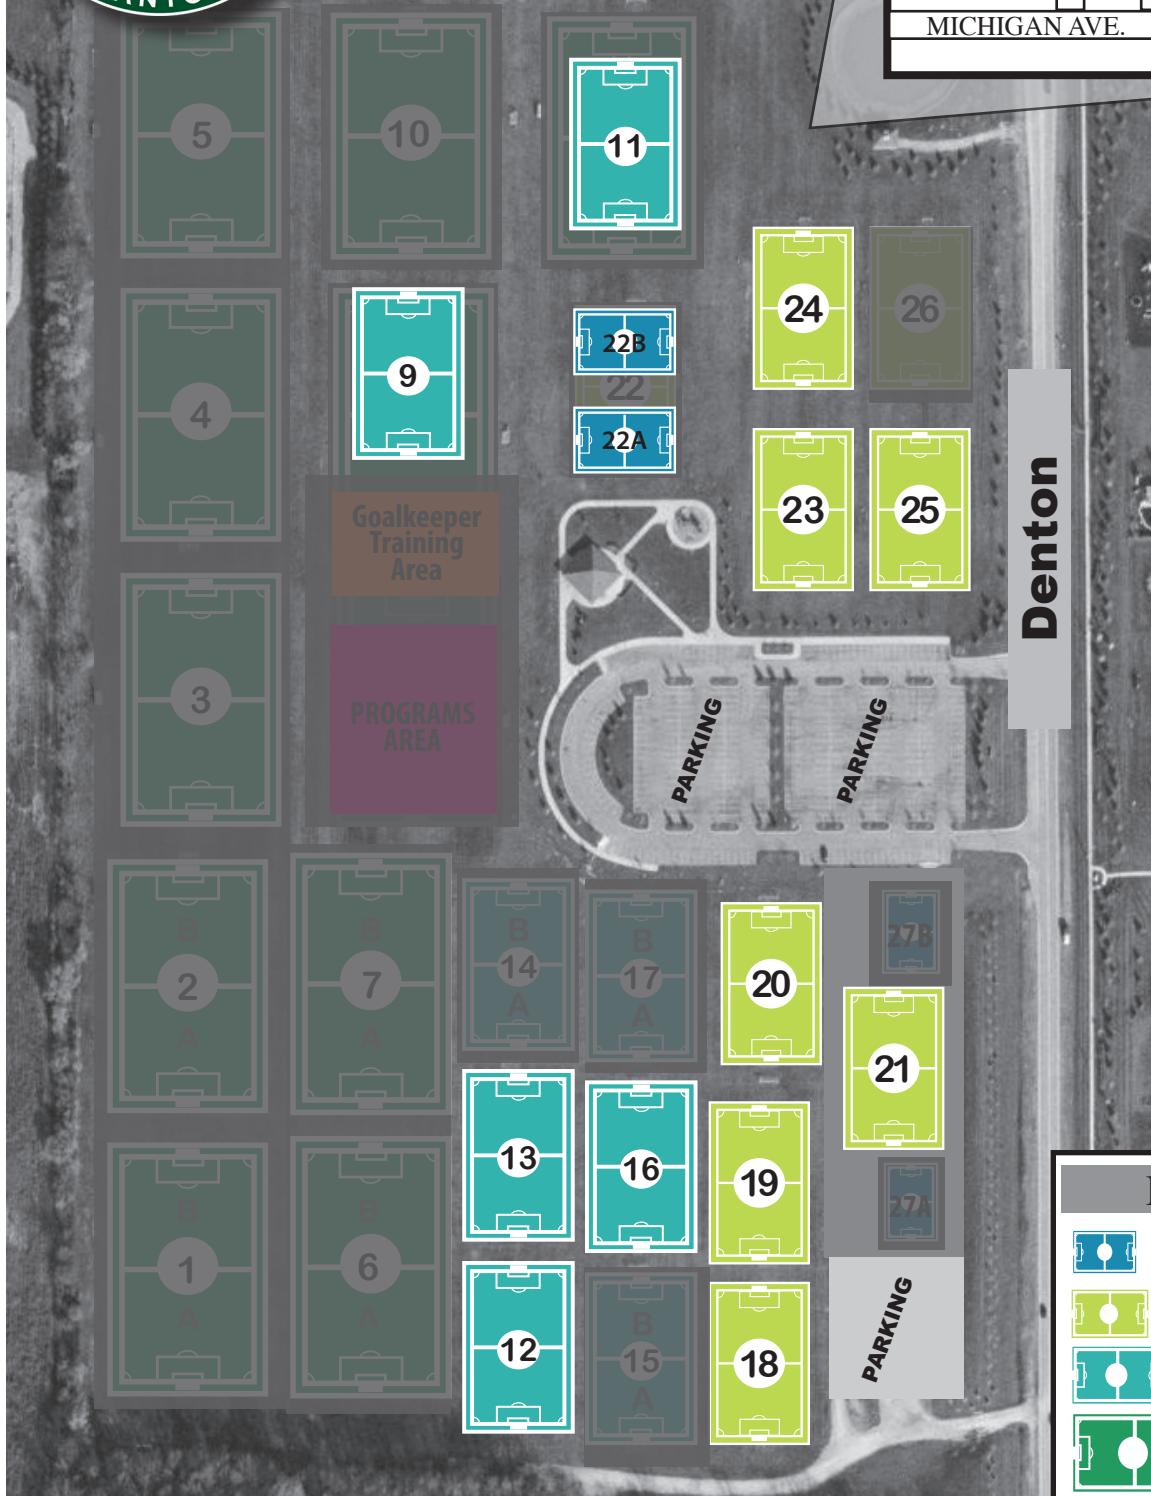 MICHIGAN AVE.
5
10
11
24
26
9
22B
22
22A
4
23
25
Goalkeeper
Training
Area
Denton
3
PROGRAMS
AREA
PARKING
PARKING
B
2
A
B
7
A
B
14
A
B
17
A
20
27B
21
13
16
19
27A
B
1
A
B
6
A
12
B
15
A
18
PARKING